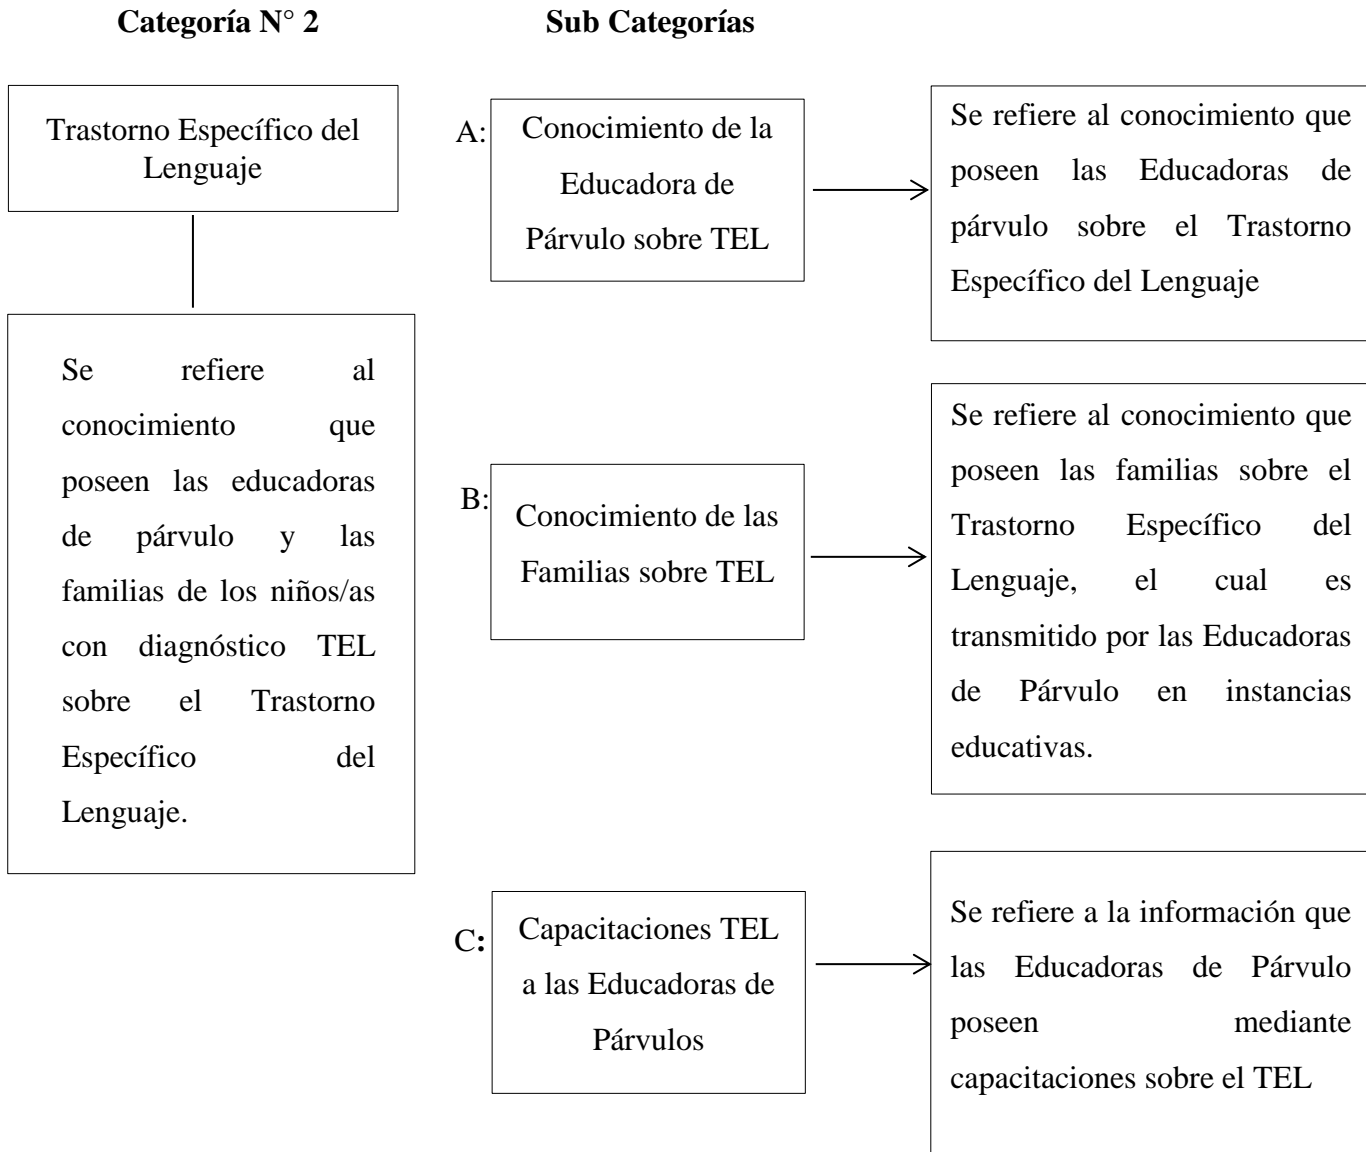 Categoría N° 2
Sub Categorías
Trastorno Específico del
Lenguaje
Se refiere al
conocimiento que
poseen las educadoras
de párvulo y las
familias de los niños/as
con diagnóstico TEL
sobre el Trastorno
Específico del
Lenguaje.
A:
Conocimiento de la
Educadora de
Párvulo sobre TEL
Se refiere al conocimiento que
poseen las Educadoras de
párvulo sobre el Trastorno
Específico del Lenguaje
B:
Conocimiento de las
Familias sobre TEL
Se refiere al conocimiento que
poseen las familias sobre el
Trastorno Específico del
Lenguaje, el cual es
transmitido por las Educadoras
de Párvulo en instancias
educativas.
C:
Capacitaciones TEL
a las Educadoras de
Párvulos
Se refiere a la información que
las Educadoras de Párvulo
poseen mediante
capacitaciones sobre el TEL